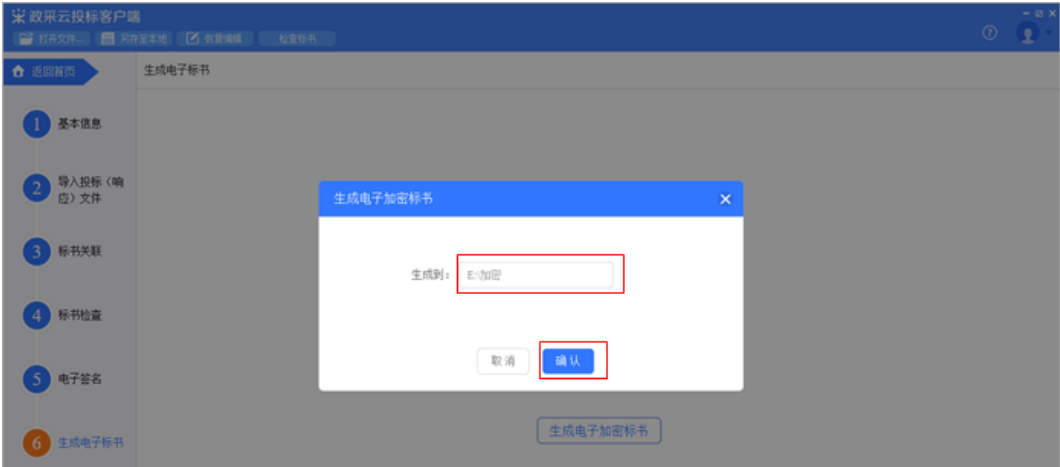 政采云投标客户端
打开文件... 另存至本地 恢复编辑 检查标书
返回首页 生成电子标书
1 基本信息
2 导入投标（响
应）文件
3 标书关联
4 标书检查
5 电子签名
6 生成电子标书
生成电子加密标书
生成到： E:\加密
取消 确认
生成电子加密标书